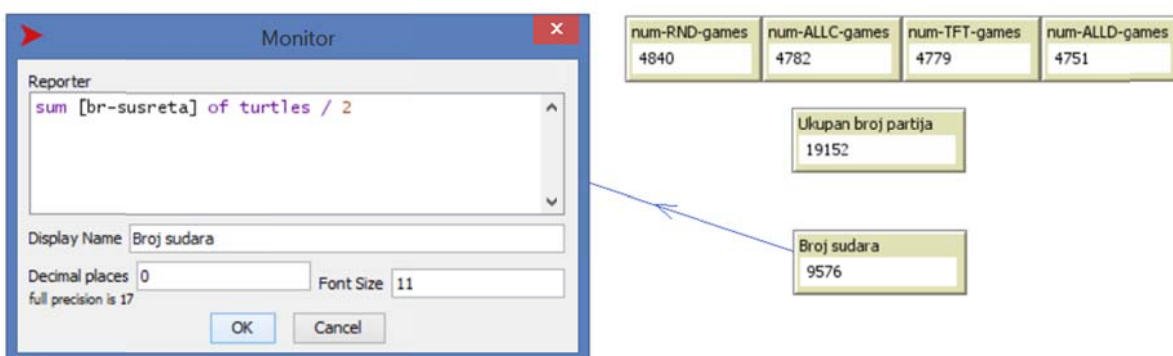 Monitor
x
Reporter
sum [br-susreta] of turtles / 2
Display Name Broj sudara
Decimal places 0
full precision is 17
Font Size 11
OK Cancel
num-RND-games num-ALLC-games num-TFT-games num-ALLD-games
4840 4782 4779 4751
Ukupan broj partija
19152
Broj sudara
9576